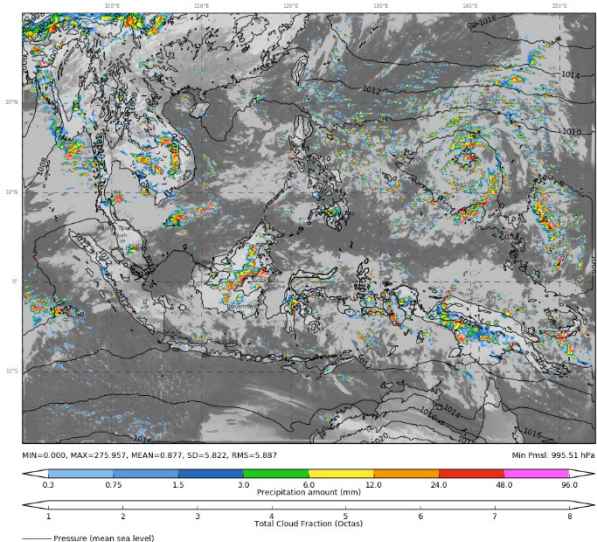 100°E 110°E 120°E 130°E 140°E 150°E
1016
1014
1012
1010
20°N
10°N
0°
10°S
1008
1014
1016
MIN=0.000, MAX=275.957, MEAN=0.877, SD=5.822, RMS=5.887 Min Pmsl: 995.51 hPa
0.3 0.75 1.5 3.0 6.0 12.0 24.0 48.0 96.0
Precipitation amount (mm)
1 2 3 4 5 6 7 8
Total Cloud Fraction (Octas)
Pressure (mean sea level)